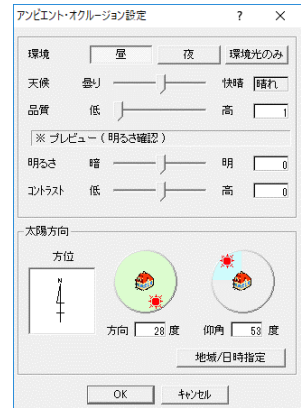 アンビエント・オクルージョン設定 ? ×
環境 昼 夜 環境光のみ
天候 曇り 快晴 晴れ
品質 低 高 1
※ プレビュー ( 明るさ確認 )
明るさ 暗 明 0
コントラスト 低 高 0
太陽方向
方位
N
方向 28 度 仰角 53 度
地域/日時指定
OK キャンセル